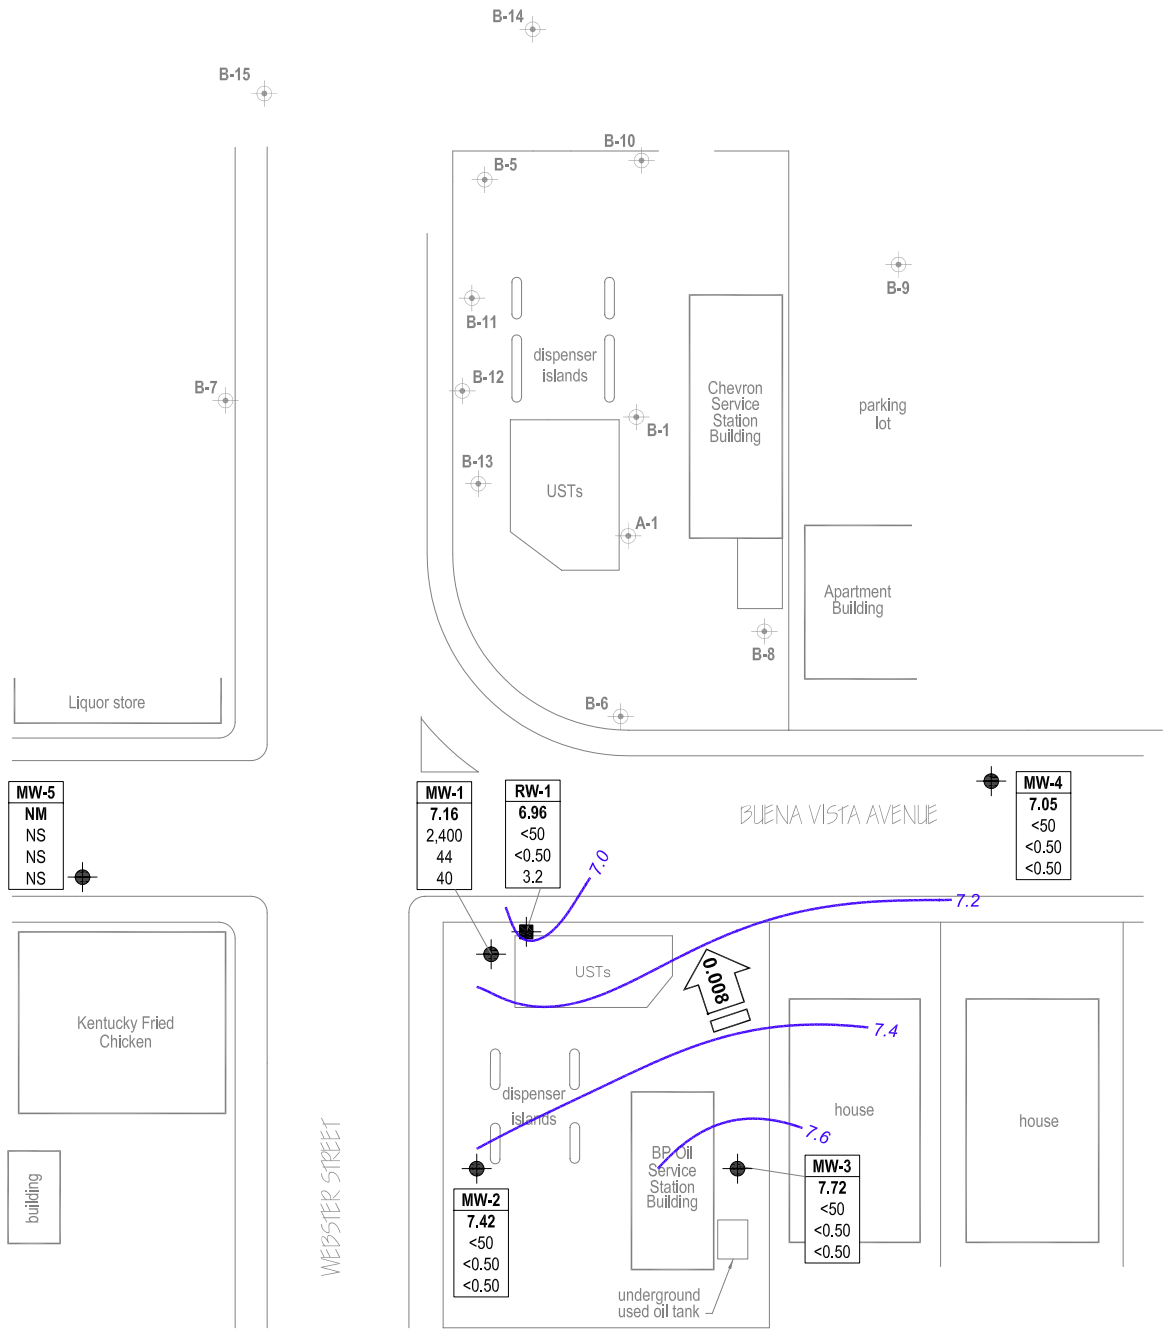 B-14
B-15
B-10
B-5
B-9
B-11
dispenser
islands
B-12
B-7
Chevron
Service
Station
Building
parking
lot
B-1
B-13
USTs
A-1
Apartment
Building
B-8
B-6
Liquor store
MW-5
NM
NS
NS
NS
MW-1
7.16
2,400
44
40
RW-1
6.96
<50
<0.50
3.2
BUENA VISTA AVENUE
MW-4
7.05
<50
<0.50
<0.50
7.0
7.2
USTs
0.008
Kentucky Fried
Chicken
7.4
dispenser
islands
house
house
7.6
BP Oil
Service
Station
Building
MW-3
7.72
<50
<0.50
<0.50
MW-2
7.42
<50
<0.50
<0.50
building
WEBSTER STREET
underground
used oil tank